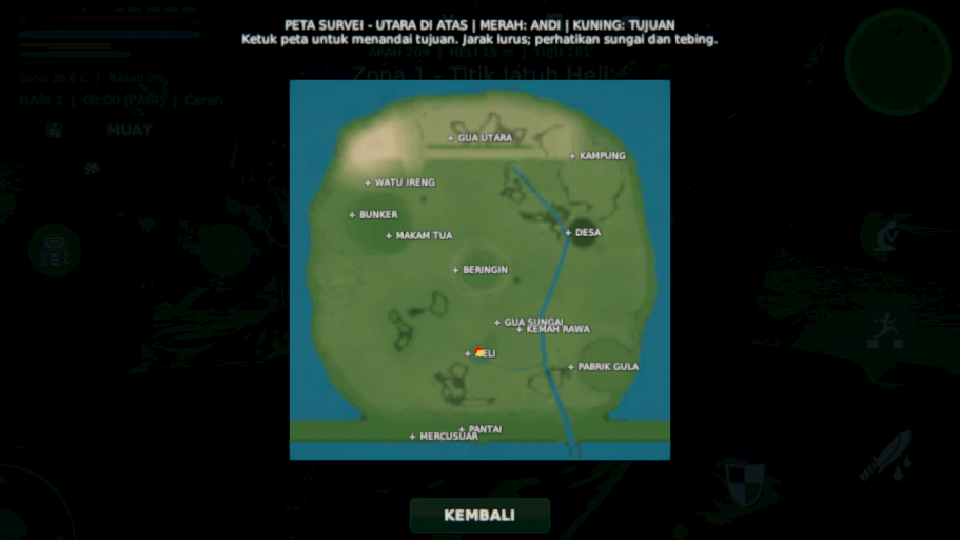 PETA SURVEI - UTARA DI ATAS | MERAH: ANDI | KUNING: TUJUAN
Ketuk peta untuk menandai tujuan. Jarak lurus; perhatikan sungai dan tebing.
Zona 1 - Titik Jatuh Heli
Suhu 36,8 C | Basah 0%
HARI 1 | 06:00 (PAGI) | Cerah
MUAT
+ GUA UTARA
+ KAMPUNG
+ WATU IRENG
+ BUNKER
+ MAKAM TUA
+ DESA
+ BERINGIN
+ GUA SUNGAI
+ KEMAH RAWA
+ HELI
+ PABRIK GULA
+ PANTAI
+ MERCUSUAR
KEMBALI